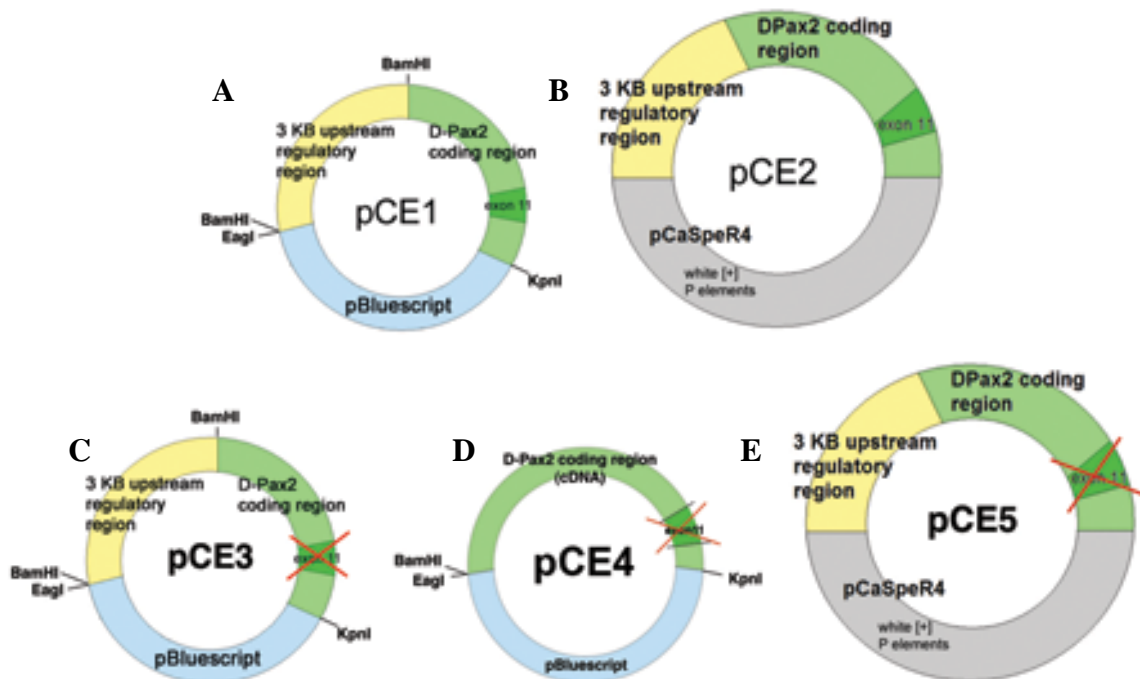 A
BamHI
3 KB upstream
regulatory
region
D-Pax2
coding region
exon 11
pCE1
BamHI
EagI
KpnI
pBluescript
B
DPax2 coding
region
3 KB upstream
regulatory
region
exon 11
pCE2
pCaSpeR4
white [+]
P elements
C
BamHI
3 KB upstream
regulatory
region
D-Pax2
coding region
exon 11
pCE3
BamHI
EagI
KpnI
pBluescript
D
D-Pax2 coding region
(cDNA)
exon11
BamHI
EagI
pCE4
KpnI
pBluescript
E
DPax2 coding
region
3 KB upstream
regulatory
region
exon 11
pCE5
pCaSpeR4
white [+]
P elements